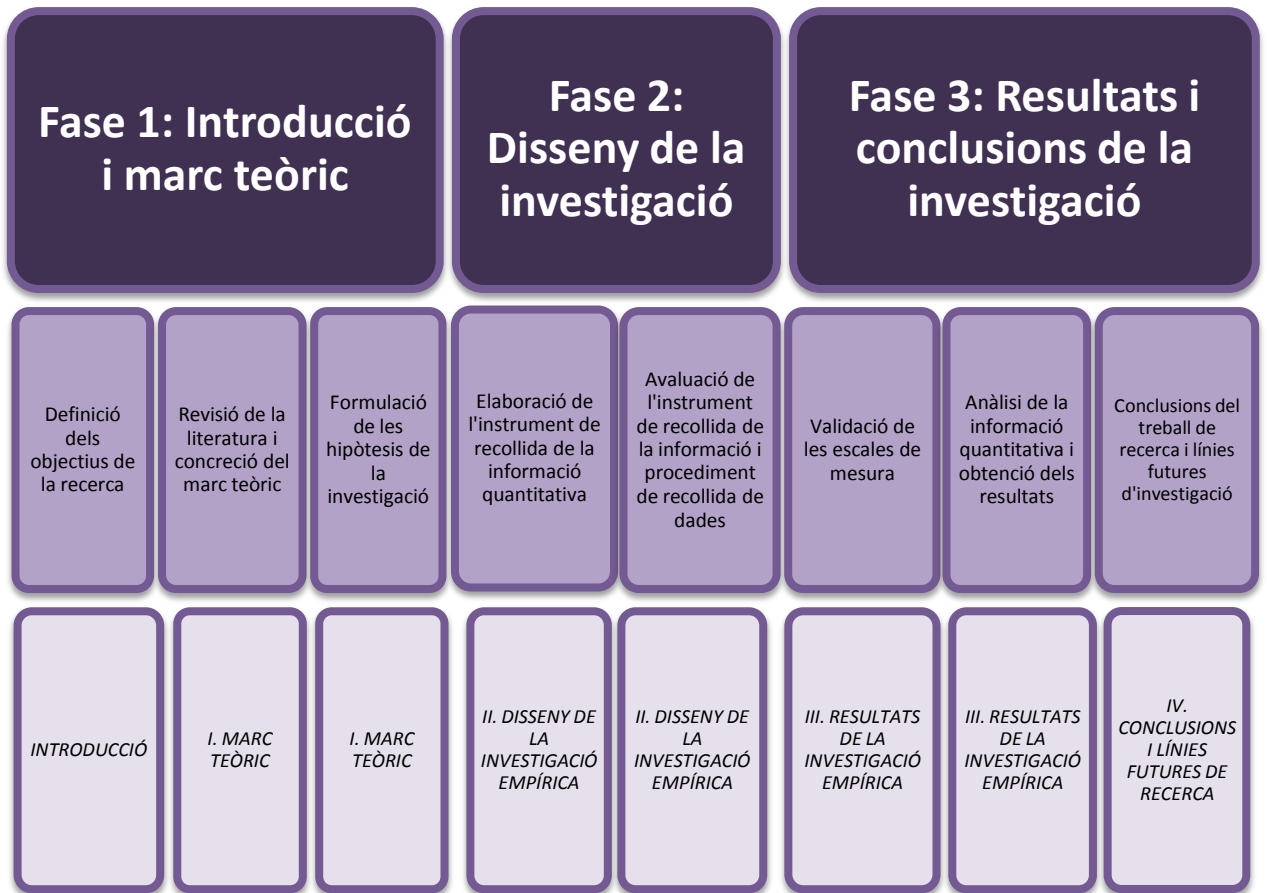 Fase 1: Introducció
i marc teòric
Fase 2:
Disseny de la
investigació
Fase 3: Resultats i
conclusions de la
investigació
Definició
dels
objectius de
la recerca
Revisió de la
literatura i
concreció del
marc teòric
Formulació
de les
hipòtesis de
la
investigació
Elaboració de
l'instrument de
recollida de la
informació
quantitativa
Avaluació de
l'instrument
de recollida de
la informació i
procediment
de recollida de
dades
Validació de
les escales de
mesura
Anàlisi de la
informació
quantitativa i
obtenció dels
resultats
Conclusions del
treball de
recerca i línies
futures
d'investigació
INTRODUCCIÓ
I. MARC
TEÒRIC
I. MARC
TEÒRIC
II. DISSENY DE
LA
INVESTIGACIÓ
EMPÍRICA
II. DISSENY DE
LA
INVESTIGACIÓ
EMPÍRICA
III. RESULTATS
DE LA
INVESTIGACIÓ
EMPÍRICA
III. RESULTATS
DE LA
INVESTIGACIÓ
EMPÍRICA
IV.
CONCLUSIONS
I LÍNIES
FUTURES DE
RECERCA